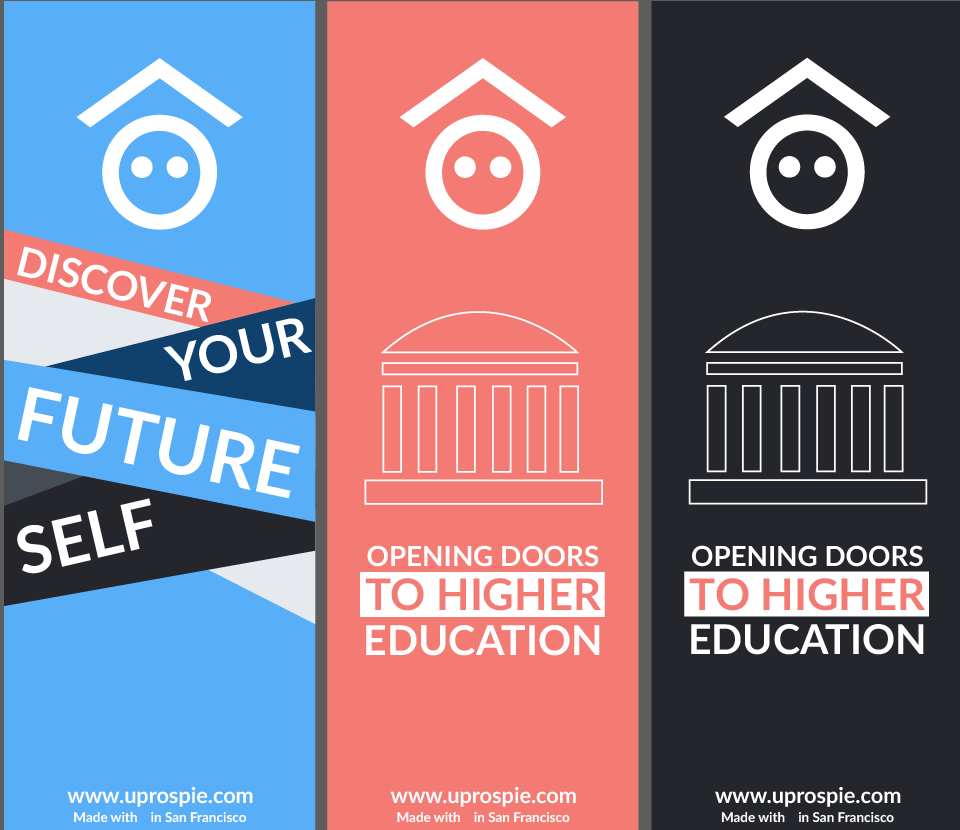 DISCOVER
YOUR
FUTURE
SELF
www.uprospie.com
Made with in San Francisco
OPENING DOORS
TO HIGHER
EDUCATION
www.uprospie.com
Made with in San Francisco
OPENING DOORS
TO HIGHER
EDUCATION
www.uprospie.com
Made with in San Francisco